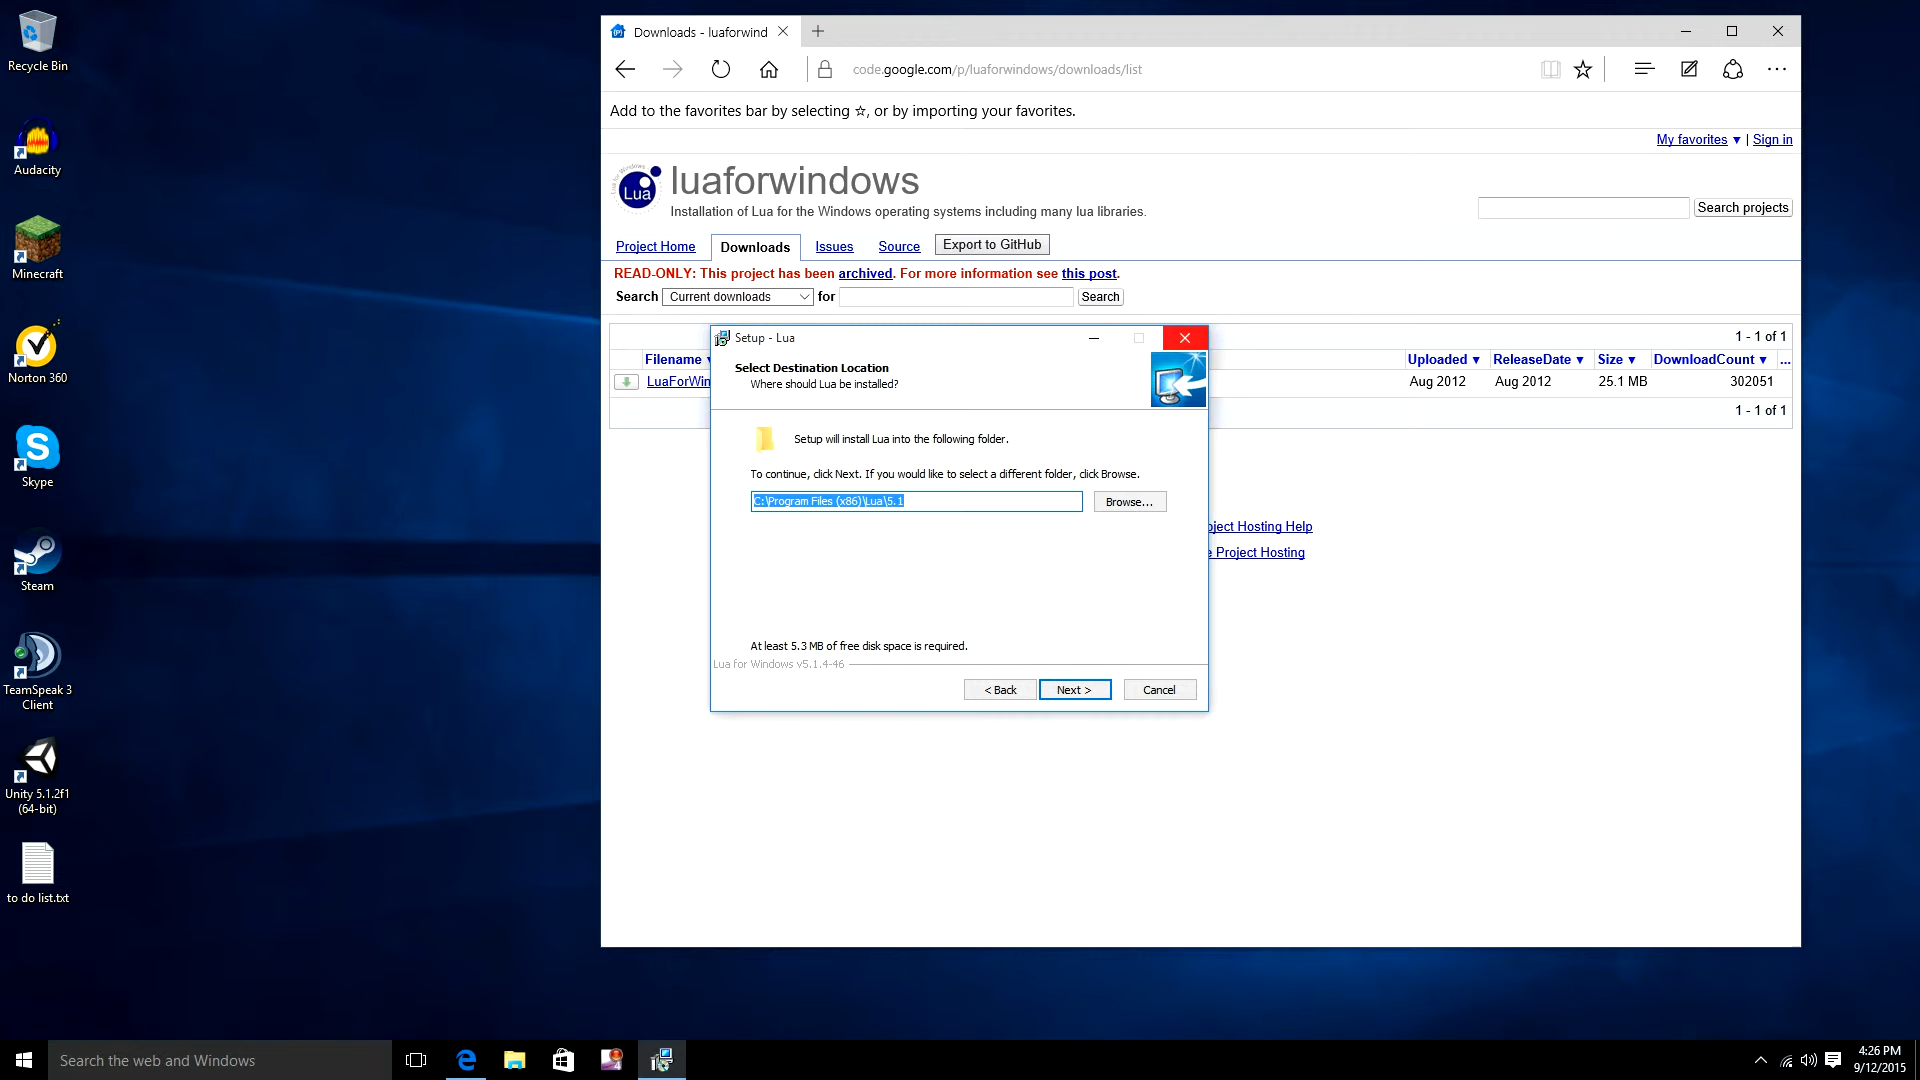 Recycle Bin
Audacity
Minecraft
Norton 360
Skype
Steam
TeamSpeak 3
Client
Unity 5.1.2f1
(64-bit)
to do list.txt
Downloads - luaforwind
code.google.com/p/luaforwindows/downloads/list
Add to the favorites bar by selecting ☆, or by importing your favorites.
My favorites ▼ | Sign in
Lua
luaforwindows
Installation of Lua for the Windows operating systems including many lua libraries.
Search projects
Project Home
Downloads
Issues
Source
Export to GitHub
READ-ONLY: This project has been archived. For more information see this post.
Search Current downloads for Search
1 - 1 of 1
Filename ▼ Uploaded ▼ ReleaseDate ▼ Size ▼ DownloadCount ▼ ...
LuaForWin Aug 2012 Aug 2012 25.1 MB 302051
1 - 1 of 1
oject Hosting Help
e Project Hosting
Setup - Lua
Select Destination Location
Where should Lua be installed?
Setup will install Lua into the following folder.
To continue, click Next. If you would like to select a different folder, click Browse.
C:\Program Files (x86)\Lua\5.1
Browse...
At least 5.3 MB of free disk space is required.
Lua for Windows v5.1.4-46
< Back
Next >
Cancel
Search the web and Windows
4:26 PM
9/12/2015